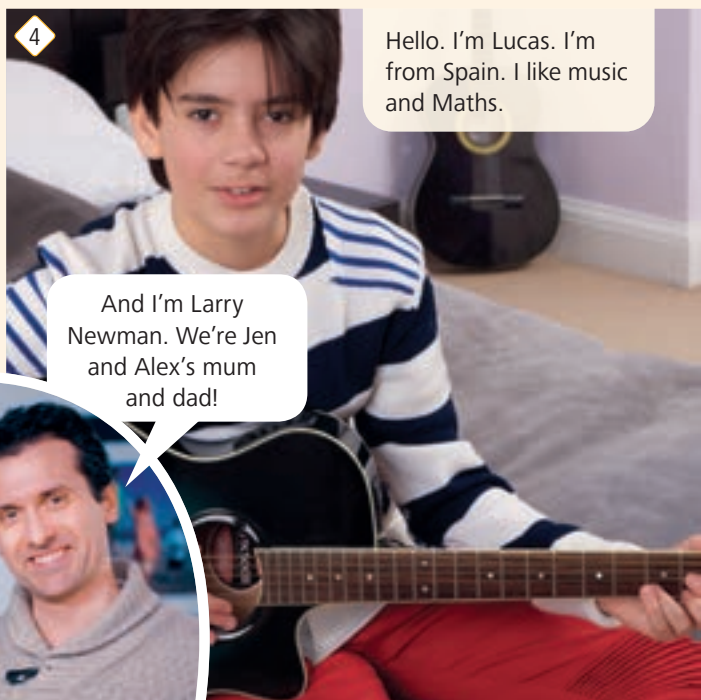 4
Hello. I'm Lucas. I'm
from Spain. I like music
and Maths.
And I'm Larry
Newman. We're Jen
and Alex's mum
and dad!